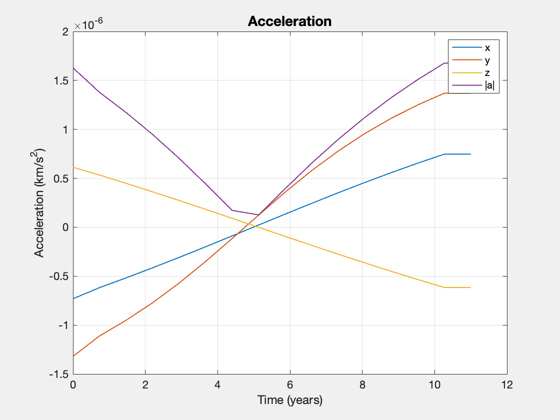 Acceleration
×10⁻⁶
2
1.5
1
0.5
0
-0.5
-1
-1.5
Acceleration (km/s²)
0 2 4 6 8 10 12
Time (years)
x
y
z
|a|